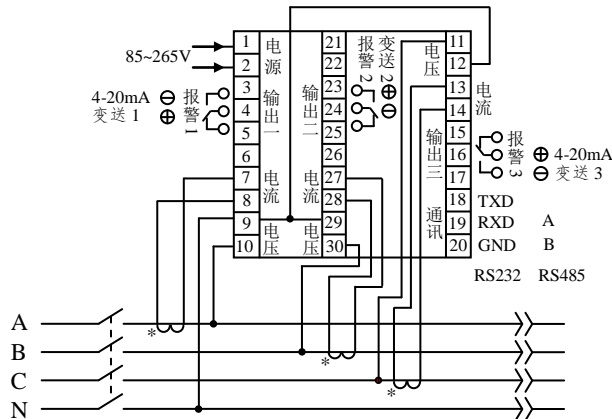 85~265V
4-20mA ⊖
变送 1 ⊕
报警 1
1
2
3
4
5
6
7
8
9
10
电源
输出一
电流
电压
21
22
23
24
25
26
27
28
29
30
输出二
电流
电压
报警 2
变送 2
⊕
⊖
11
12
13
14
15
16
17
18
19
20
电压
电流
输出三
通讯
报警 3
⊕ 4-20mA
⊖ 变送 3
TXD
RXD A
GND B
RS232 RS485
A
B
C
N
*
*
*